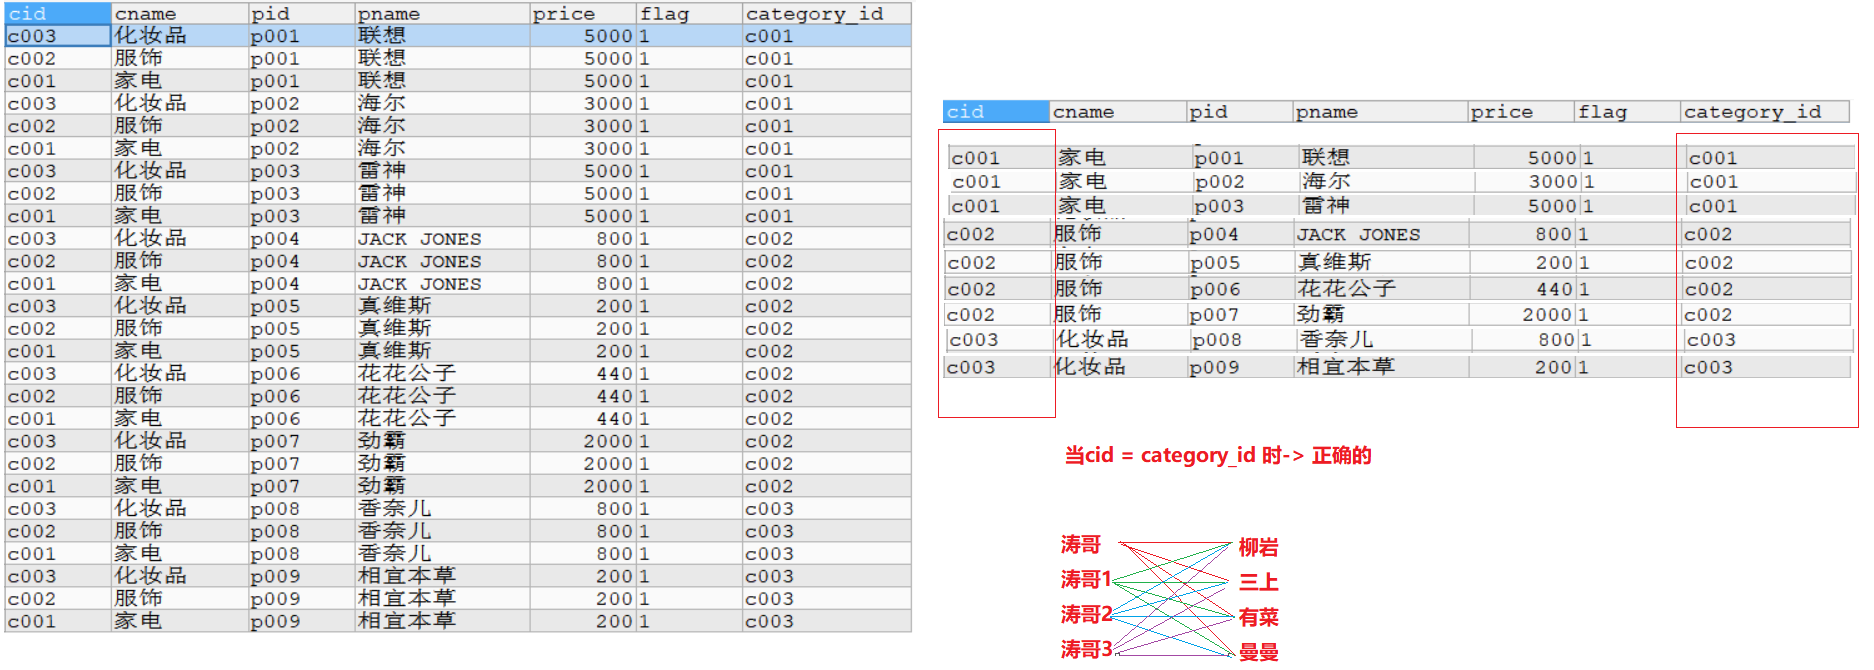 cid cname pid pname price flag category_id
c003 化妆品 p001 联想 5000 1 c001
c002 服饰 p001 联想 5000 1 c001
c001 家电 p001 联想 5000 1 c001
c003 化妆品 p002 海尔 3000 1 c001
c002 服饰 p002 海尔 3000 1 c001
c001 家电 p002 海尔 3000 1 c001
c003 化妆品 p003 雷神 5000 1 c001
c002 服饰 p003 雷神 5000 1 c001
c001 家电 p003 雷神 5000 1 c001
c003 化妆品 p004 JACK JONES 800 1 c002
c002 服饰 p004 JACK JONES 800 1 c002
c001 家电 p004 JACK JONES 800 1 c002
c003 化妆品 p005 真维斯 200 1 c002
c002 服饰 p005 真维斯 200 1 c002
c001 家电 p005 真维斯 200 1 c002
c003 化妆品 p006 花花公子 440 1 c002
c002 服饰 p006 花花公子 440 1 c002
c001 家电 p006 花花公子 440 1 c002
c003 化妆品 p007 劲霸 2000 1 c002
c002 服饰 p007 劲霸 2000 1 c002
c001 家电 p007 劲霸 2000 1 c002
c003 化妆品 p008 香奈儿 800 1 c003
c002 服饰 p008 香奈儿 800 1 c003
c001 家电 p008 香奈儿 800 1 c003
c003 化妆品 p009 相宜本草 200 1 c003
c002 服饰 p009 相宜本草 200 1 c003
c001 家电 p009 相宜本草 200 1 c003
cid cname pid pname price flag category_id
c001 家电 p001 联想 5000 1 c001
c001 家电 p002 海尔 3000 1 c001
c001 家电 p003 雷神 5000 1 c001
c002 服饰 p004 JACK JONES 800 1 c002
c002 服饰 p005 真维斯 200 1 c002
c002 服饰 p006 花花公子 440 1 c002
c002 服饰 p007 劲霸 2000 1 c002
c003 化妆品 p008 香奈儿 800 1 c003
c003 化妆品 p009 相宜本草 200 1 c003
当cid = category_id 时-> 正确的
涛哥 柳岩
涛哥1 三上
涛哥2 有菜
涛哥3 曼曼